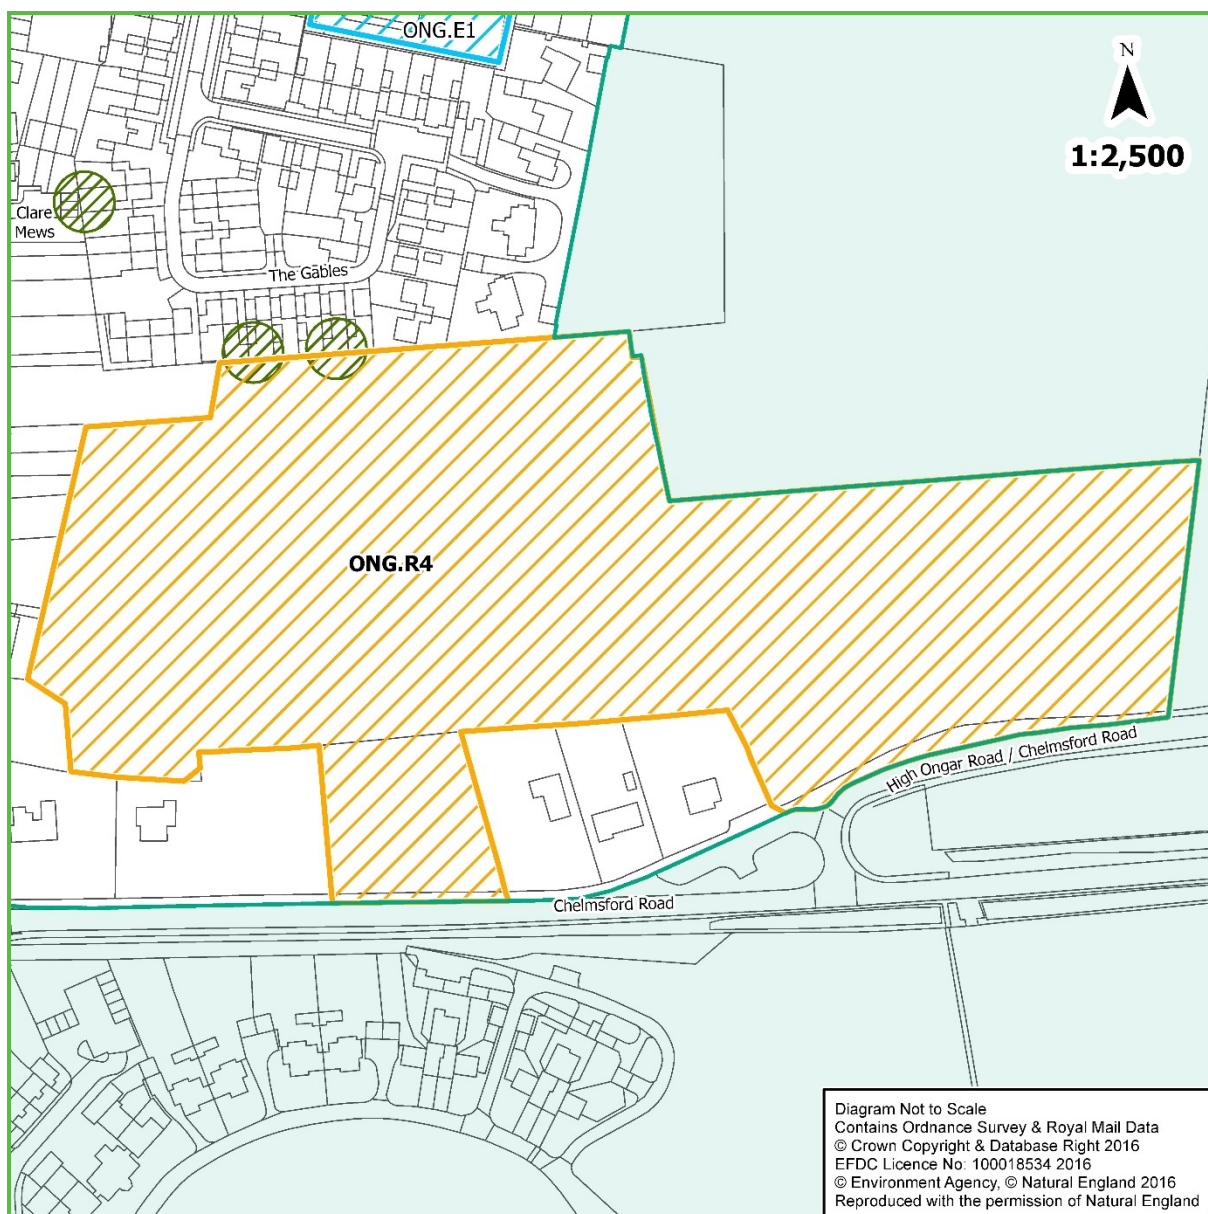 ONG.E1
N
1:2,500
Clare
Mews
The Gables
ONG.R4
High Ongar Road / Chelmsford Road
Chelmsford Road
Diagram Not to Scale
Contains Ordnance Survey & Royal Mail Data
© Crown Copyright & Database Right 2016
EFDC Licence No: 100018534 2016
© Environment Agency, © Natural England 2016
Reproduced with the permission of Natural England